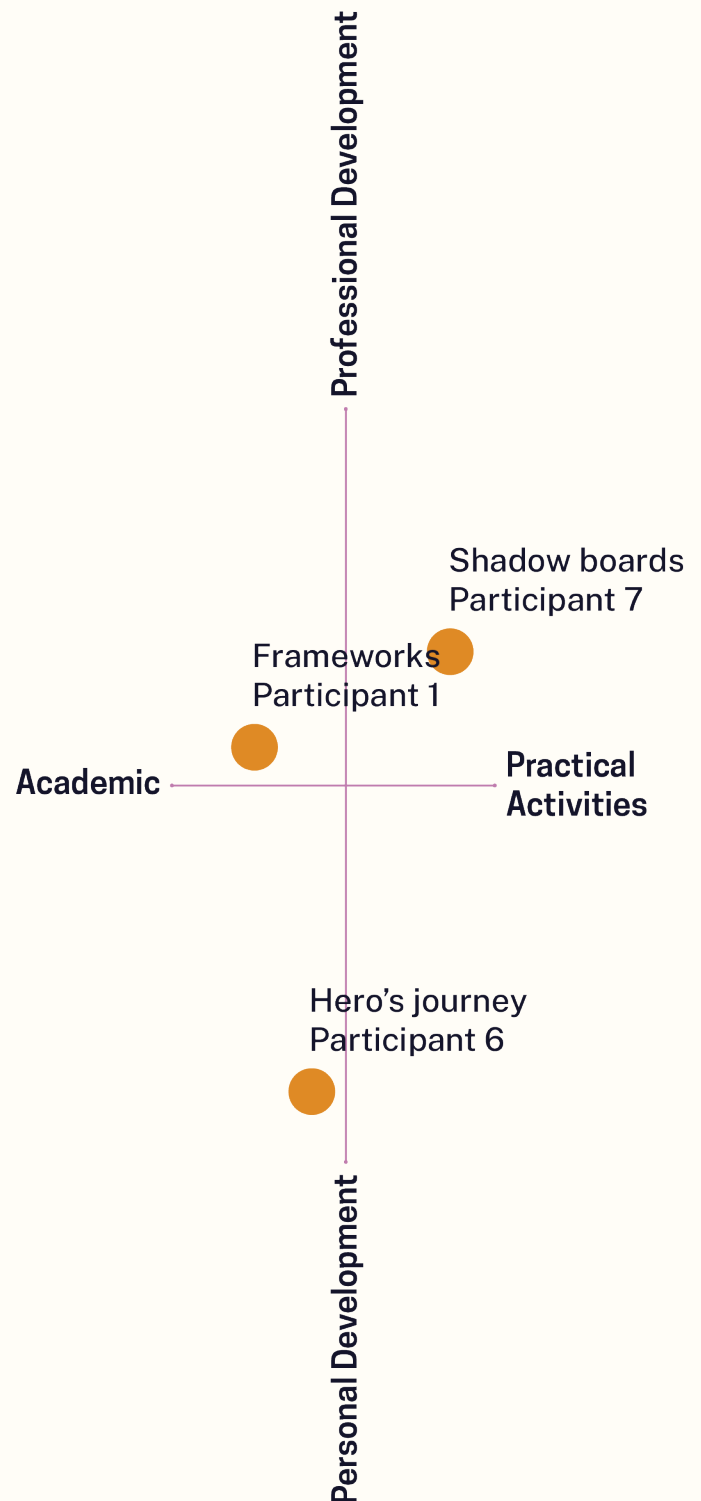 Professional Development
Shadow boards
Participant 7
Frameworks
Participant 1
Academic
Practical
Activities
Hero’s journey
Participant 6
Personal Development